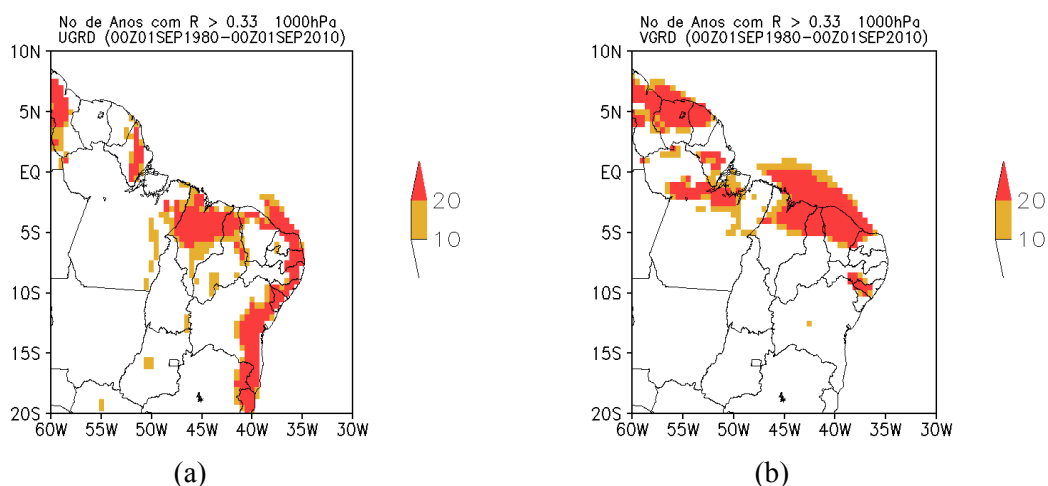 No de Anos com R > 0.33 1000hPa
UGRD (00Z01SEP1980-00Z01SEP2010)
10N
5N
EQ
5S
10S
15S
20S
60W 55W 50W 45W 40W 35W 30W
20
10
(a)
No de Anos com R > 0.33 1000hPa
VGRD (00Z01SEP1980-00Z01SEP2010)
10N
5N
EQ
5S
10S
15S
20S
60W 55W 50W 45W 40W 35W 30W
20
10
(b)